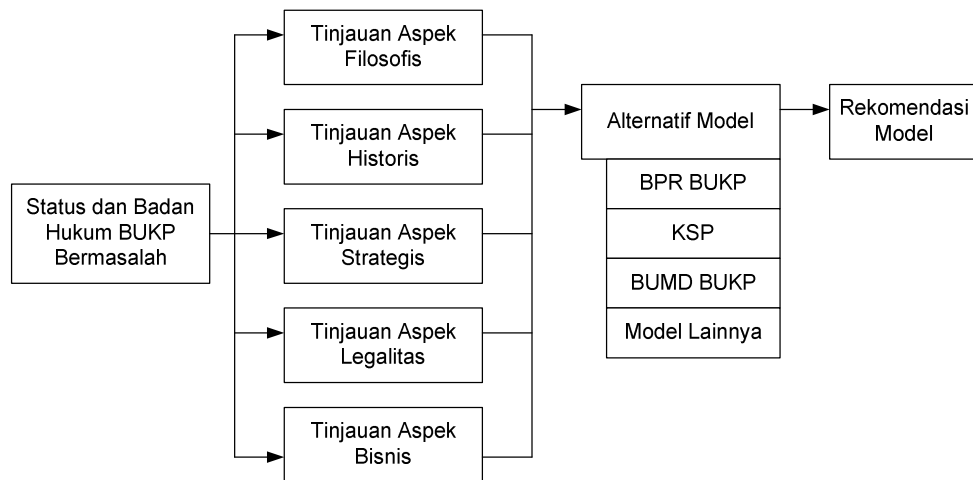 Status dan Badan
Hukum BUKP
Bermasalah
Tinjauan Aspek
Filosofis
Tinjauan Aspek
Historis
Tinjauan Aspek
Strategis
Tinjauan Aspek
Legalitas
Tinjauan Aspek
Bisnis
Alternatif Model
BPR BUKP
KSP
BUMD BUKP
Model Lainnya
Rekomendasi
Model